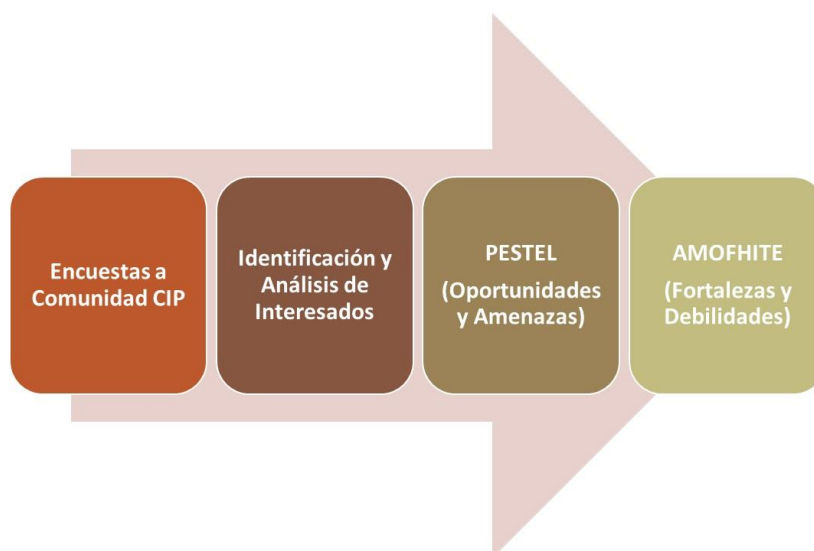 Encuestas a
Comunidad CIP
Identificación y
Análisis de
Interesados
PESTEL
(Oportunidades
y Amenazas)
AMOFHITE
(Fortalezas y
Debilidades)